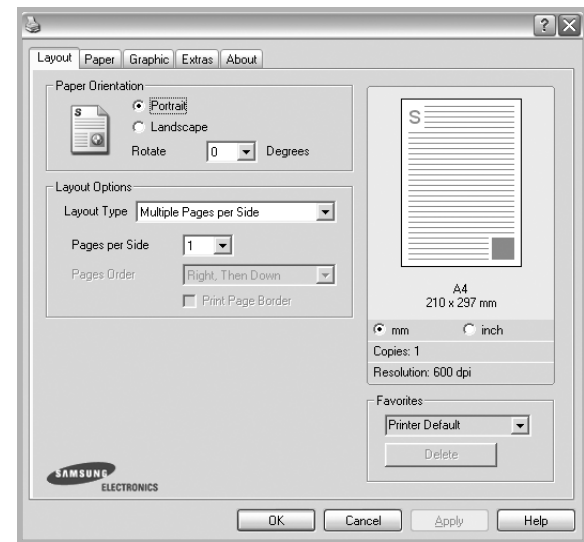 Layout Paper Graphic Extras About
Paper Orientation
S
Portrait
Landscape
Rotate 0 Degrees
Layout Options
Layout Type Multiple Pages per Side
Pages per Side 1
Pages Order Right, Then Down
Print Page Border
S
A4
210 x 297 mm
mm inch
Copies: 1
Resolution: 600 dpi
Favorites
Printer Default
Delete
SAMSUNG
ELECTRONICS
OK Cancel Apply Help